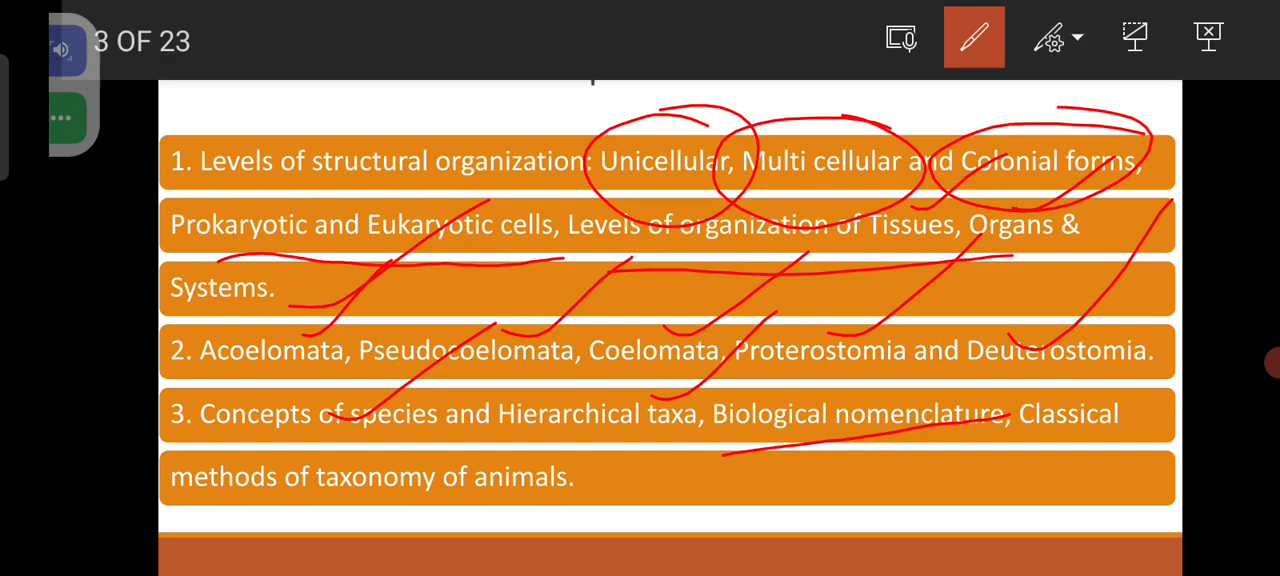 3 OF 23
1. Levels of structural organization: Unicellular, Multi cellular and Colonial forms,
Prokaryotic and Eukaryotic cells, Levels of organization of Tissues, Organs &
Systems.
2. Acoelomata, Pseudocoelomata, Coelomata, Proterostomia and Deuterostomia.
3. Concepts of species and Hierarchical taxa, Biological nomenclature, Classical
methods of taxonomy of animals.